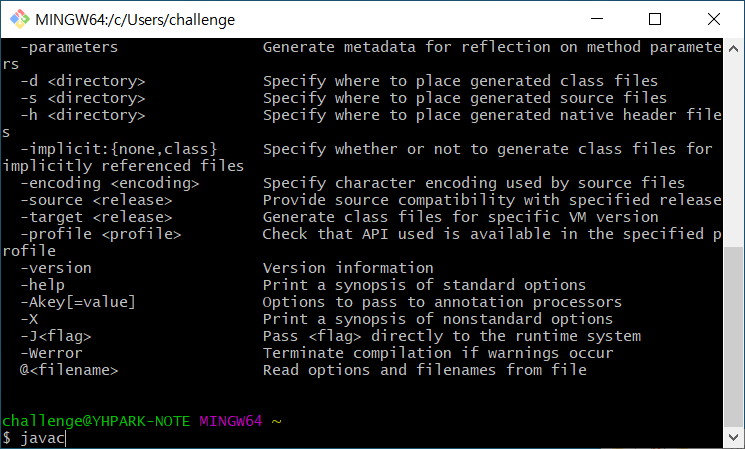 MINGW64:/c/Users/challenge
-parameters Generate metadata for reflection on method paramete
rs
-d <directory> Specify where to place generated class files
-s <directory> Specify where to place generated source files
-h <directory> Specify where to place generated native header file
s
-implicit:{none,class} Specify whether or not to generate class files for
implicitly referenced files
-encoding <encoding> Specify character encoding used by source files
-source <release> Provide source compatibility with specified release
-target <release> Generate class files for specific VM version
-profile <profile> Check that API used is available in the specified p
rofile
-version Version information
-help Print a synopsis of standard options
-Akey[=value] Options to pass to annotation processors
-X Print a synopsis of nonstandard options
-J<flag> Pass <flag> directly to the runtime system
-Werror Terminate compilation if warnings occur
@<filename> Read options and filenames from file
challenge@YHPARK-NOTE MINGW64 ~
$ javac